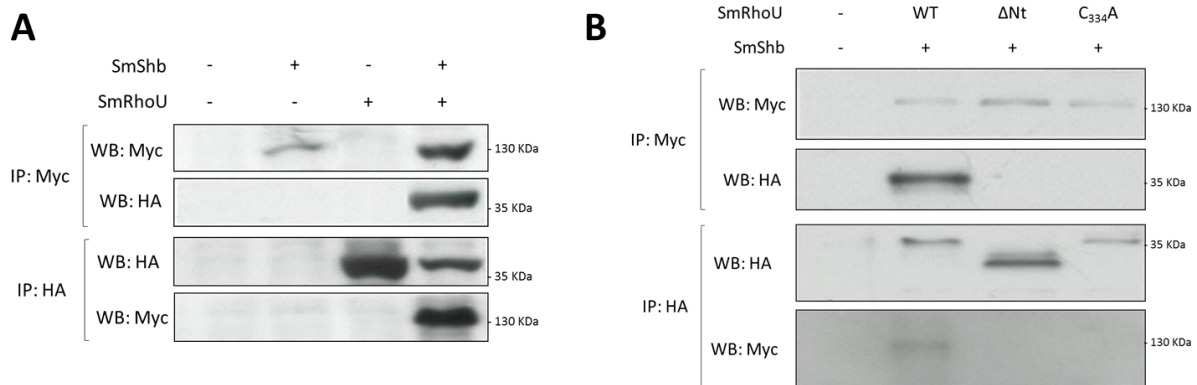 A
SmShb - + - +
SmRhoU - - + +
IP: Myc
WB: Myc
130 KDa
WB: HA
35 KDa
IP: HA
WB: HA
35 KDa
WB: Myc
130 KDa
B
SmRhoU - WT ΔNt C₃₃₄A
SmShb - + + +
IP: Myc
WB: Myc
130 KDa
WB: HA
35 KDa
IP: HA
WB: HA
35 KDa
WB: Myc
130 KDa